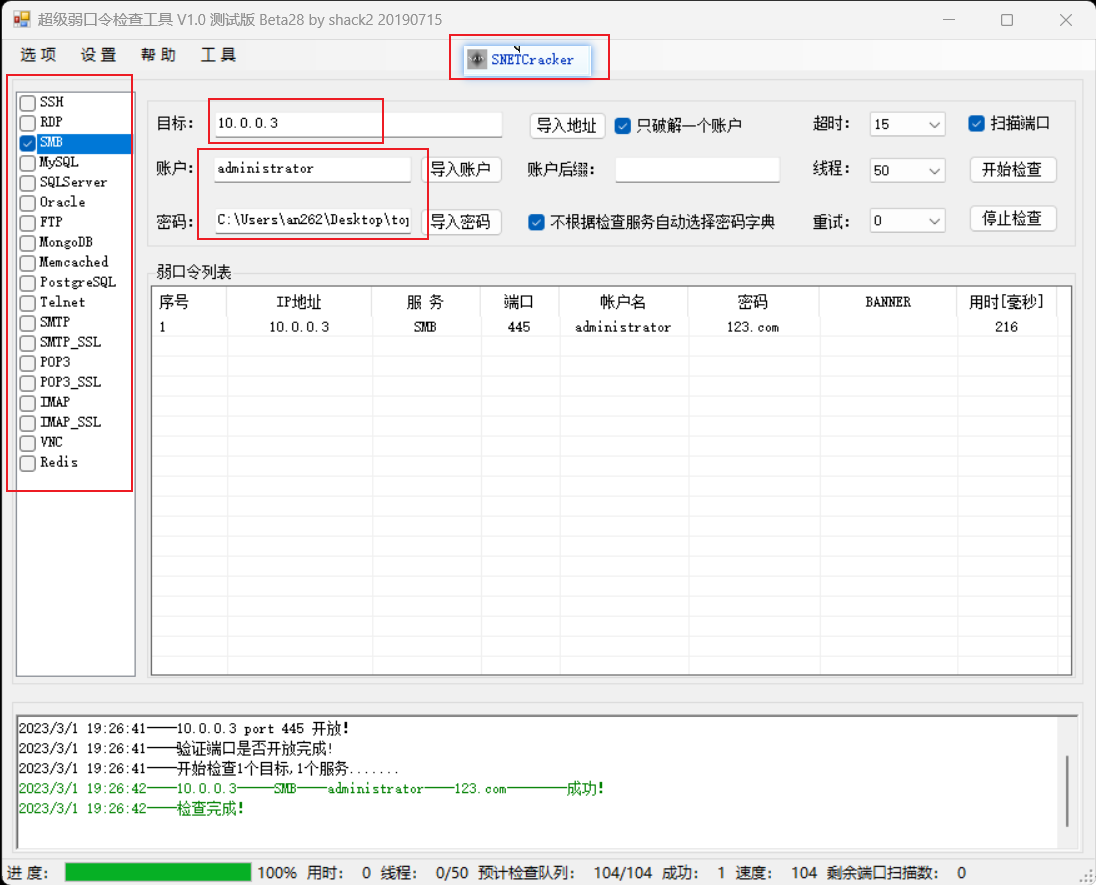 超级弱口令检查工具 V1.0 测试版 Beta28 by shack2 20190715
选 项 设 置 帮 助 工 具
SNETCracker
SSH
RDP
SMB
MySQL
SQLServer
Oracle
FTP
MongoDB
Memcached
PostgreSQL
Telnet
SMTP
SMTP_SSL
POP3
POP3_SSL
IMAP
IMAP_SSL
VNC
Redis
目标： 10.0.0.3 导入地址 只破解一个账户 超时： 15 扫描端口
账户： administrator 导入账户 账户后缀： 线程： 50 开始检查
密码： C:\Users\an262\Desktop\top 导入密码 不根据检查服务自动选择密码字典 重试： 0 停止检查
弱口令列表
序号 IP地址 服 务 端口 帐户名 密码 BANNER 用时[毫秒]
1 10.0.0.3 SMB 445 administrator 123.com 216
2023/3/1 19:26:41——10.0.0.3 port 445 开放!
2023/3/1 19:26:41——验证端口是否开放完成!
2023/3/1 19:26:41——开始检查1个目标,1个服务.......
2023/3/1 19:26:42——10.0.0.3——SMB——administrator——123.com————成功!
2023/3/1 19:26:42——检查完成!
进 度： 100% 用时： 0 线程： 0/50 预计检查队列： 104/104 成功： 1 速度： 104 剩余端口扫描数： 0